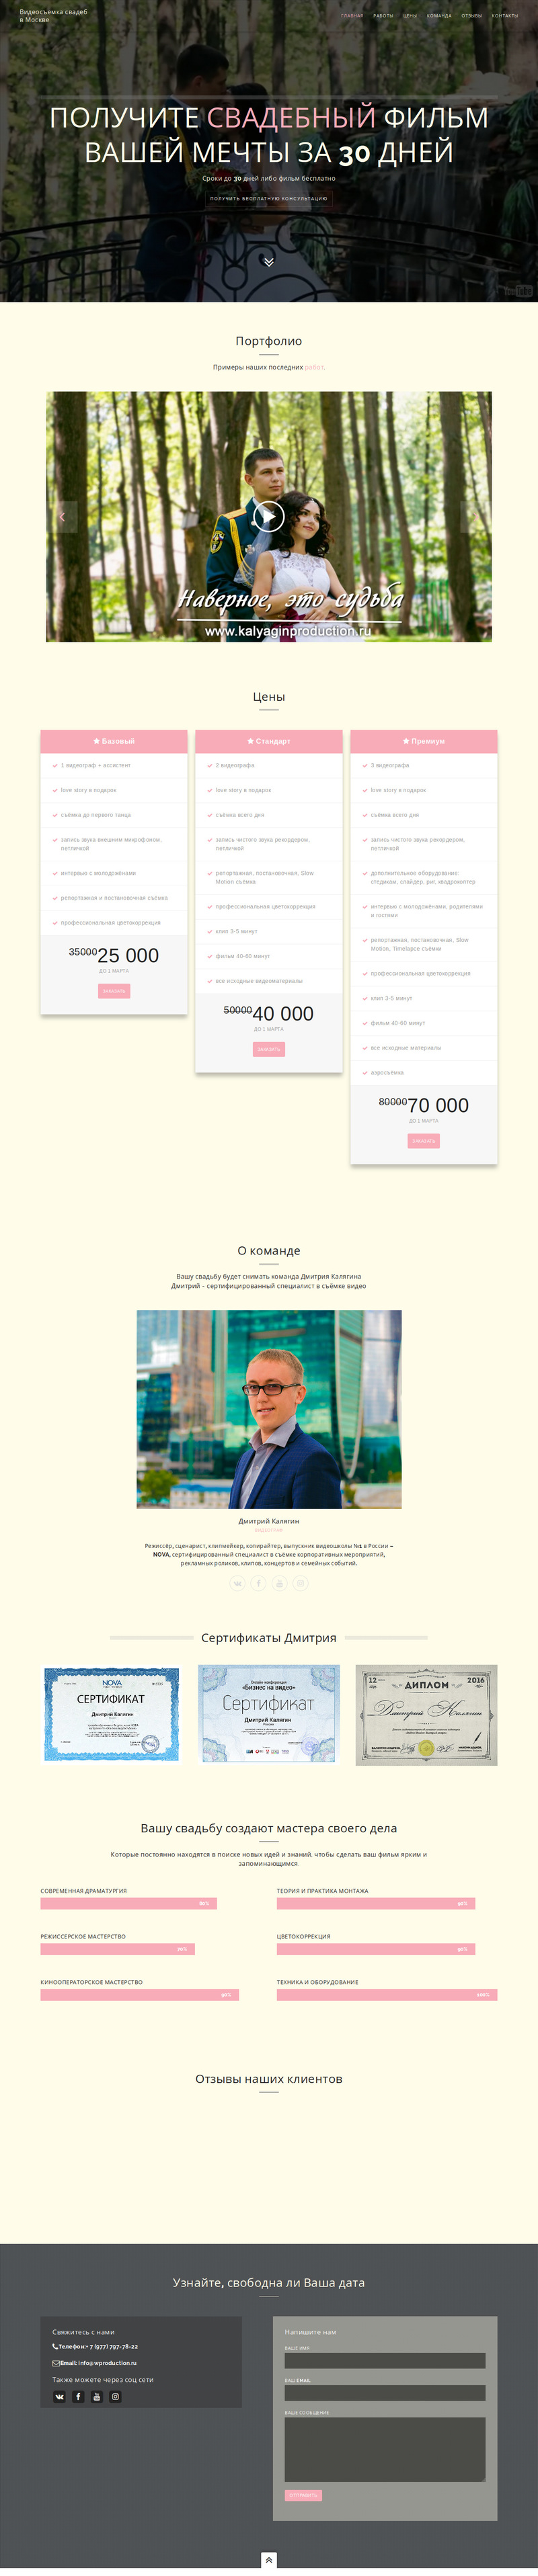 Видеосъемка свадеб
в Москве
ГЛАВНАЯ РАБОТЫ ЦЕНЫ КОМАНДА ОТЗЫВЫ КОНТАКТЫ
ПОЛУЧИТЕ СВАДЕБНЫЙ ФИЛЬМ
ВАШЕЙ МЕЧТЫ ЗА 30 ДНЕЙ
Сроки до 30 дней либо фильм бесплатно
ПОЛУЧИТЬ БЕСПЛАТНУЮ КОНСУЛЬТАЦИЮ
Портфолио
Примеры наших последних работ.
Наверное, это судьба
www.kalyaginproduction.ru
Цены
Базовый
1 видеограф + ассистент
love story в подарок
съёмка до первого танца
запись звука внешним микрофоном,
петличкой
интервью с молодожёнами
репортажная и постановочная съёмка
профессиональная цветокоррекция
35000 25 000
ДО 1 МАРТА
ЗАКАЗАТЬ
Стандарт
2 видеографа
love story в подарок
съёмка всего дня
запись чистого звука рекордером,
петличкой
репортажная, постановочная, Slow
Motion съёмка
профессиональная цветокоррекция
клип 3-5 минут
фильм 40-60 минут
все исходные видеоматериалы
50000 40 000
ДО 1 МАРТА
ЗАКАЗАТЬ
Премиум
3 видеографа
love story в подарок
съёмка всего дня
запись чистого звука рекордером,
петличкой
дополнительное оборудование:
стедикам, слайдер, риг, квадрокоптер
интервью с молодожёнами, родителями
и гостями
репортажная, постановочная, Slow
Motion, Timelapce съёмки
профессиональная цветокоррекция
клип 3-5 минут
фильм 40-60 минут
все исходные материалы
аэросъёмка
80000 70 000
ДО 1 МАРТА
ЗАКАЗАТЬ
О команде
Вашу свадьбу будет снимать команда Дмитрия Калягина
Дмитрий – сертифицированный специалист в съёмке видео
Дмитрий Калягин
Режиссёр, сценарист, клипмейкер, копирайтер, выпускник видеошколы №1 в России –
NOVA, сертифицированный специалист в съёмке корпоративных мероприятий,
рекламных роликов, клипов, концертов и семейных событий.
Сертификаты Дмитрия
NOVA
СЕРТИФИКАТ
Дмитрий Калягин
Онлайн-конференция
«Бизнес на видео»
Сертификат
Дмитрий Калягин
12 ДИПЛОМ 2016
Дмитрий Калягин
Вашу свадьбу создают мастера своего дела
Которые постоянно находятся в поиске новых идей и знаний, чтобы сделать ваш фильм ярким и
запоминающимся.
СОВРЕМЕННАЯ ДРАМАТУРГИЯ
80%
ТЕОРИЯ И ПРАКТИКА МОНТАЖА
90%
РЕЖИССЕРСКОЕ МАСТЕРСТВО
70%
ЦВЕТОКОРРЕКЦИЯ
90%
КИНООПЕРАТОРСКОЕ МАСТЕРСТВО
90%
ТЕХНИКА И ОБОРУДОВАНИЕ
100%
Отзывы наших клиентов
Узнайте, свободна ли Ваша дата
Свяжитесь с нами
Телефон:+ 7 (977) 797-78-22
Email: info@wproduction.ru
Также можете через соц сети
Напишите нам
ВАШЕ ИМЯ
ВАШ EMAIL
ВАШЕ СООБЩЕНИЕ
ОТПРАВИТЬ